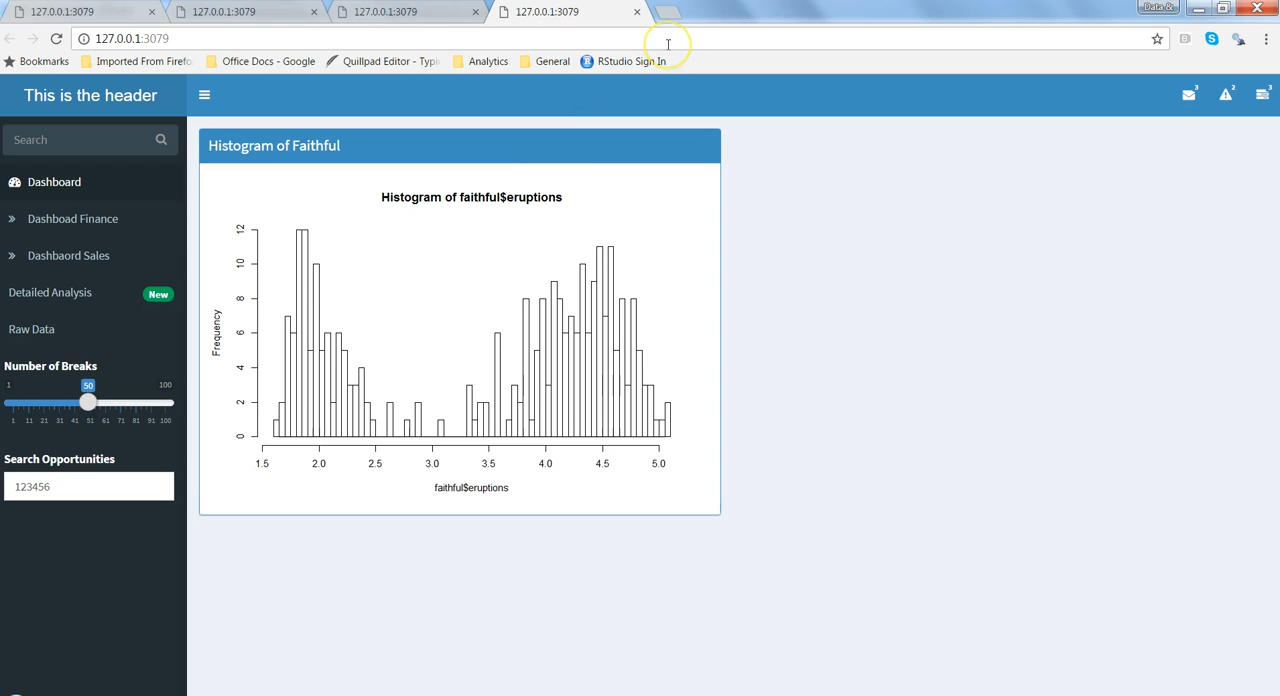 127.0.0.1:3079 127.0.0.1:3079 127.0.0.1:3079 127.0.0.1:3079 Data &
127.0.0.1:3079
Bookmarks Imported From Firefo Office Docs - Google Quillpad Editor - Typi Analytics General RStudio Sign In
This is the header 3 2 3
Search
Dashboard
Dashboad Finance
Dashbaord Sales
Detailed Analysis New
Raw Data
Number of Breaks
1 50 100
1 11 21 31 41 51 61 71 81 91 100
Search Opportunities
123456
Histogram of Faithful
Histogram of faithful$eruptions
Frequency
0 2 4 6 8 10 12
1.5 2.0 2.5 3.0 3.5 4.0 4.5 5.0
faithful$eruptions